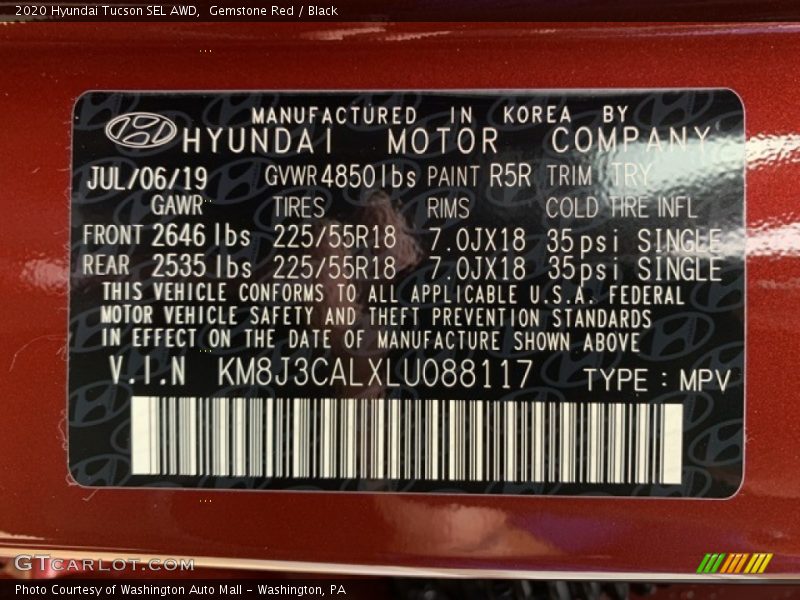 2020 Hyundai Tucson SEL AWD,  Gemstone Red / Black
MANUFACTURED IN KOREA BY
HYUNDAI MOTOR COMPANY
JUL/06/19 GVWR 4850 lbs PAINT R5R TRIM TRY
GAWR TIRES RIMS COLD TIRE INFL
FRONT 2646 lbs 225/55R18 7.0JX18 35psi SINGLE
REAR 2535 lbs 225/55R18 7.0JX18 35psi SINGLE
THIS VEHICLE CONFORMS TO ALL APPLICABLE U.S.A. FEDERAL
MOTOR VEHICLE SAFETY AND THEFT PREVENTION STANDARDS
IN EFFECT ON THE DATE OF MANUFACTURE SHOWN ABOVE
V.I.N KM8J3CALXLU088117 TYPE : MPV
GTCARLOT.COM
Photo Courtesy of Washington Auto Mall - Washington, PA